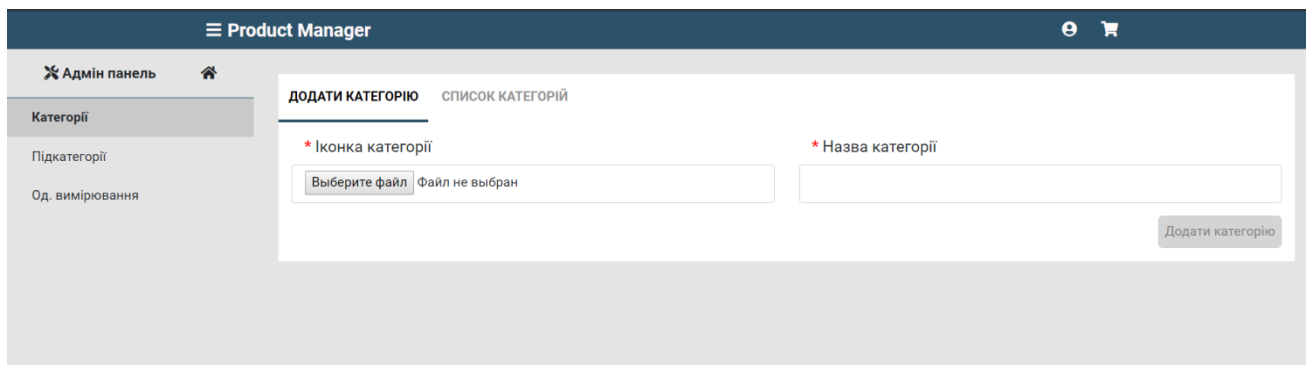 Product Manager
Адмін панель
Категорії
Підкатегорії
Од. вимірювання
ДОДАТИ КАТЕГОРІЮ СПИСОК КАТЕГОРІЙ
* Іконка категорії * Назва категорії
Выберите файл Файл не выбран
Додати категорію